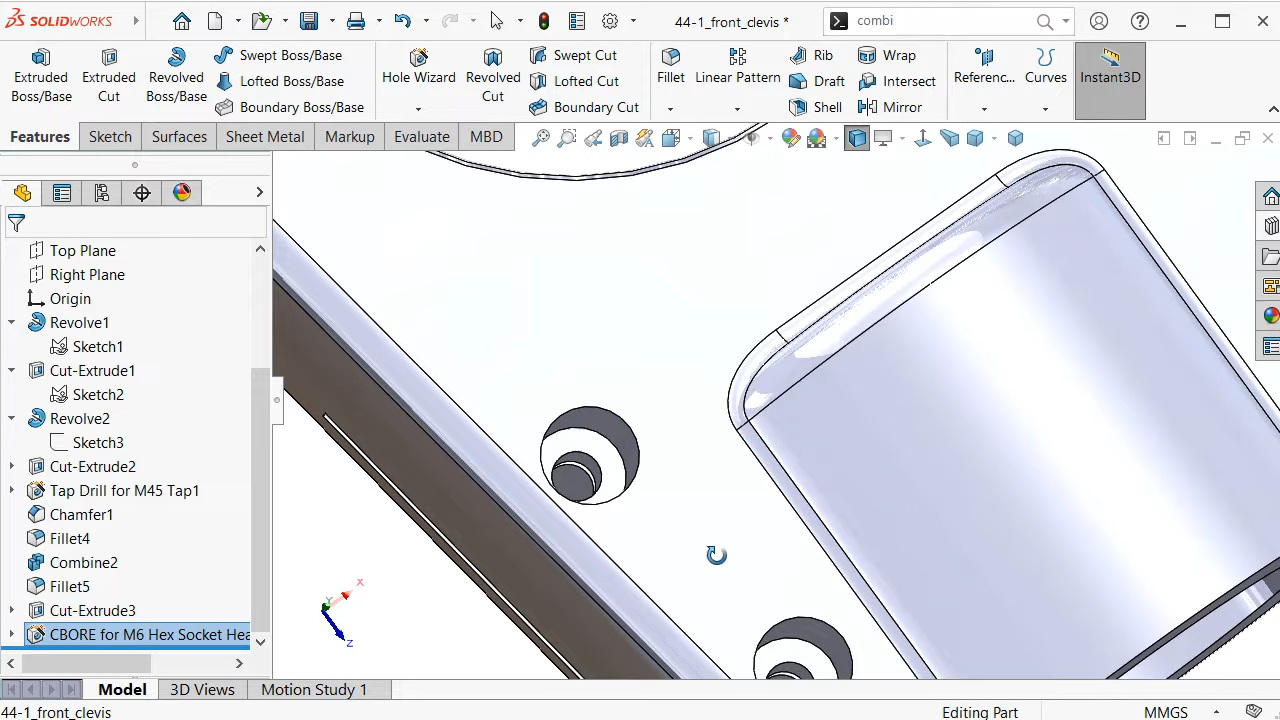 SOLIDWORKS
44-1_front_clevis *
combi
Extruded Boss/Base
Extruded Cut
Revolved Boss/Base
Swept Boss/Base
Lofted Boss/Base
Boundary Boss/Base
Hole Wizard
Revolved Cut
Swept Cut
Lofted Cut
Boundary Cut
Fillet
Linear Pattern
Rib
Draft
Shell
Wrap
Intersect
Mirror
Referenc...
Curves
Instant3D
Features
Sketch
Surfaces
Sheet Metal
Markup
Evaluate
MBD
Top Plane
Right Plane
Origin
Revolve1
Sketch1
Cut-Extrude1
Sketch2
Revolve2
Sketch3
Cut-Extrude2
Tap Drill for M45 Tap1
Chamfer1
Fillet4
Combine2
Fillet5
Cut-Extrude3
CBORE for M6 Hex Socket Hea
X
Y
Z
Model
3D Views
Motion Study 1
44-1_front_clevis
Editing Part
MMGS